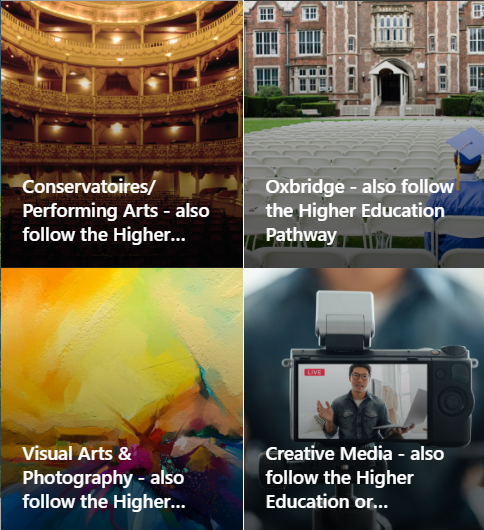 Conservatoires/
Performing Arts - also
follow the Higher...
Oxbridge - also follow
the Higher Education
Pathway
Visual Arts &
Photography - also
follow the Higher...
LIVE
Creative Media - also
follow the Higher
Education or...